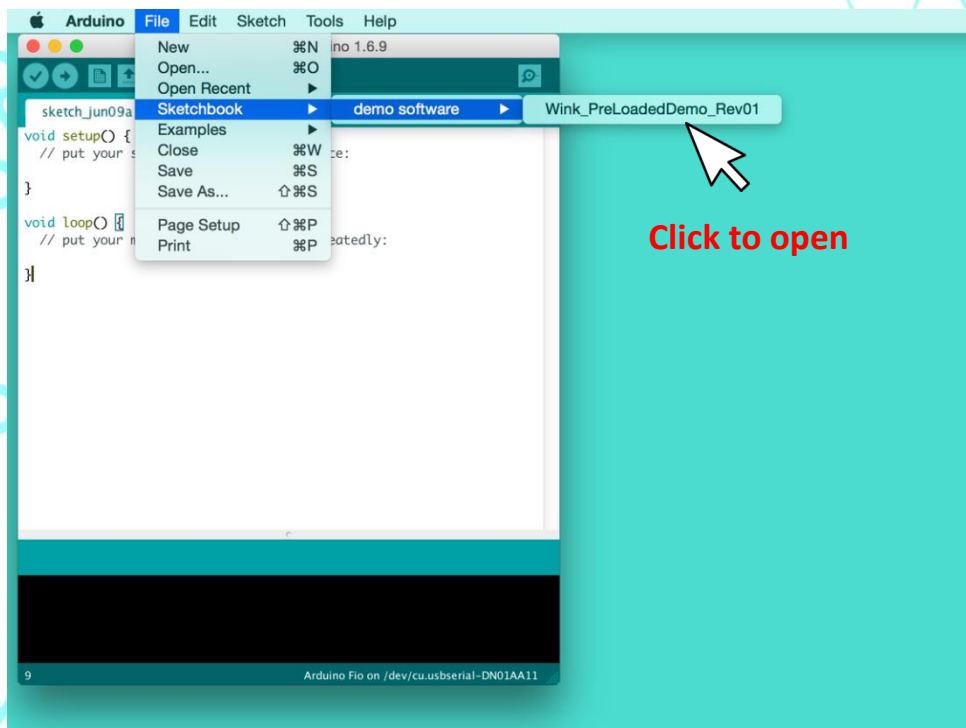 Arduino File Edit Sketch Tools Help
ino 1.6.9
New ⌘N
Open... ⌘O
Open Recent ▶
Sketchbook ▶
Examples ▶
Close ⌘W
Save ⌘S
Save As... ⇧⌘S
Page Setup ⇧⌘P
Print ⌘P
demo software ▶
Wink_PreLoadedDemo_Rev01
Click to open
sketch_jun09a
void setup() {
// put your s ce:
}
void loop() {
// put your m eatedly:
}
9 Arduino Fio on /dev/cu.usbserial-DN01AA11